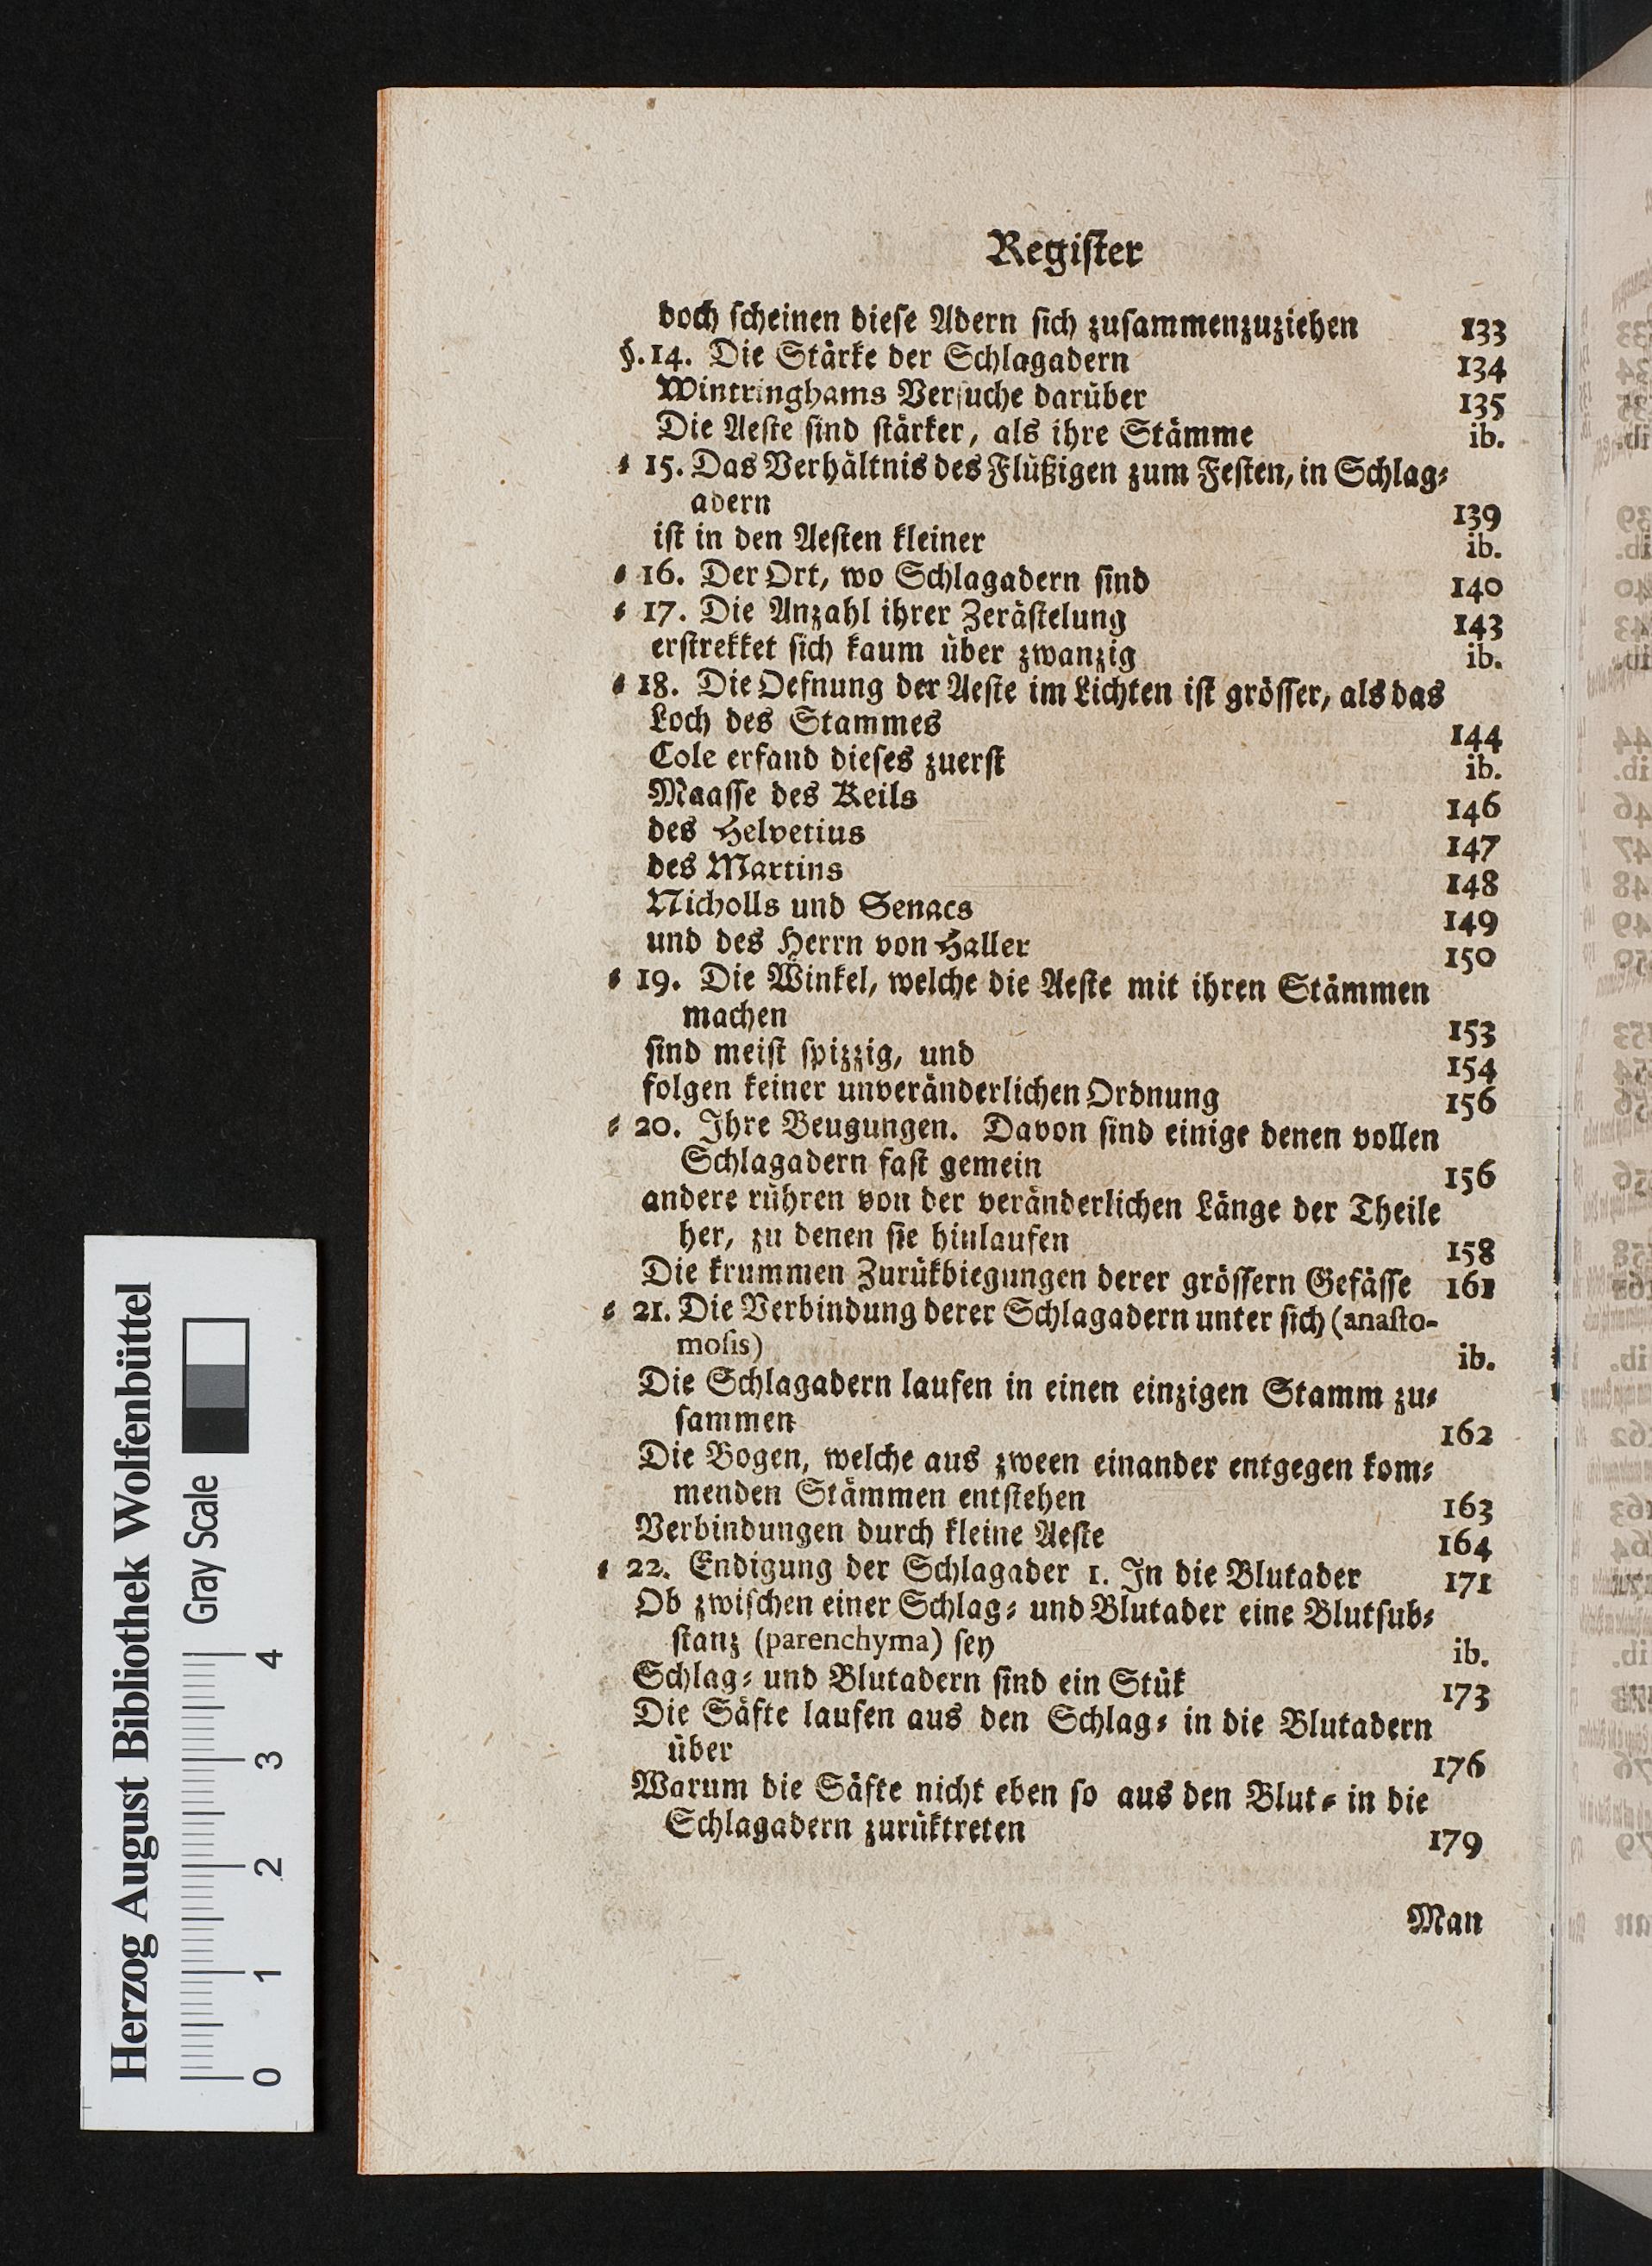 Regiſter
doch ſcheinen dieſe Adern ſich zuſammenzuziehen 133
§. 14. Die Stärke der Schlagadern 134
Wintringhams Verſuche darüber 135
Die Aeſte ſind ſtärker, als ihre Stämme ib.
⸗ 15. Das Verhältnis des Flüßigen zum Feſten, in Schlag⸗
adern 139
iſt in den Aeſten kleiner ib.
⸗ 16. Der Ort, wo Schlagadern ſind 140
⸗ 17. Die Anzahl ihrer Zeräſtelung 143
erſtrekket ſich kaum über zwanzig ib.
⸗ 18. Die Oefnung der Aeſte im Lichten iſt gröſſer, als das
Loch des Stammes 144
Cole erfand dieſes zuerſt ib.
Maaſſe des Keils 146
des Helvetius 147
des Martins 148
Nicholls und Senacs 149
und des Herrn von Haller 150
⸗ 19. Die Winkel, welche die Aeſte mit ihren Stämmen
machen 153
ſind meiſt ſpizzig, und 154
folgen keiner unveränderlichen Ordnung 156
⸗ 20. Ihre Beugungen. Davon ſind einige denen vollen
Schlagadern faſt gemein 156
andere rühren von der veränderlichen Länge der Theile
her, zu denen ſie hinlaufen 158
Die krummen Zurükbiegungen derer gröſſern Gefäſſe 161
⸗ 21. Die Verbindung derer Schlagadern unter ſich (anaſto-
moſis) ib.
Die Schlagadern laufen in einen einzigen Stamm zu⸗
ſammen 162
Die Bogen, welche aus zween einander entgegen kom⸗
menden Stämmen entſtehen 163
Verbindungen durch kleine Aeſte 164
⸗ 22. Endigung der Schlagader 1. In die Blutader 171
Ob zwiſchen einer Schlag⸗ und Blutader eine Blutſub⸗
ſtanz (parenchyma) ſey ib.
Schlag⸗ und Blutadern ſind ein Stük 173
Die Säfte laufen aus den Schlag⸗ in die Blutadern
über 176
Warum die Säfte nicht eben ſo aus den Blut⸗ in die
Schlagadern zurüktreten 179
Man
Herzog August Bibliothek Wolfenbüttel
Gray Scale
0 1 2 3 4